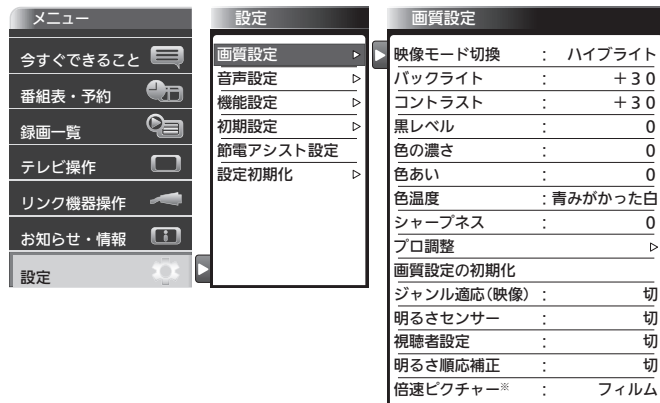 メニュー
今すぐできること
番組表・予約
録画一覧
テレビ操作
リンク機器操作
お知らせ・情報
設定
設定
画質設定
音声設定
機能設定
初期設定
節電アシスト設定
設定初期化
画質設定
映像モード切換 : ハイブライト
バックライト : +30
コントラスト : +30
黒レベル : 0
色の濃さ : 0
色あい : 0
色温度 : 青みがかった白
シャープネス : 0
プロ調整
画質設定の初期化
ジャンル適応(映像) : 切
明るさセンサー : 切
視聴者設定 : 切
明るさ順応補正 : 切
倍速ピクチャー※ : フィルム